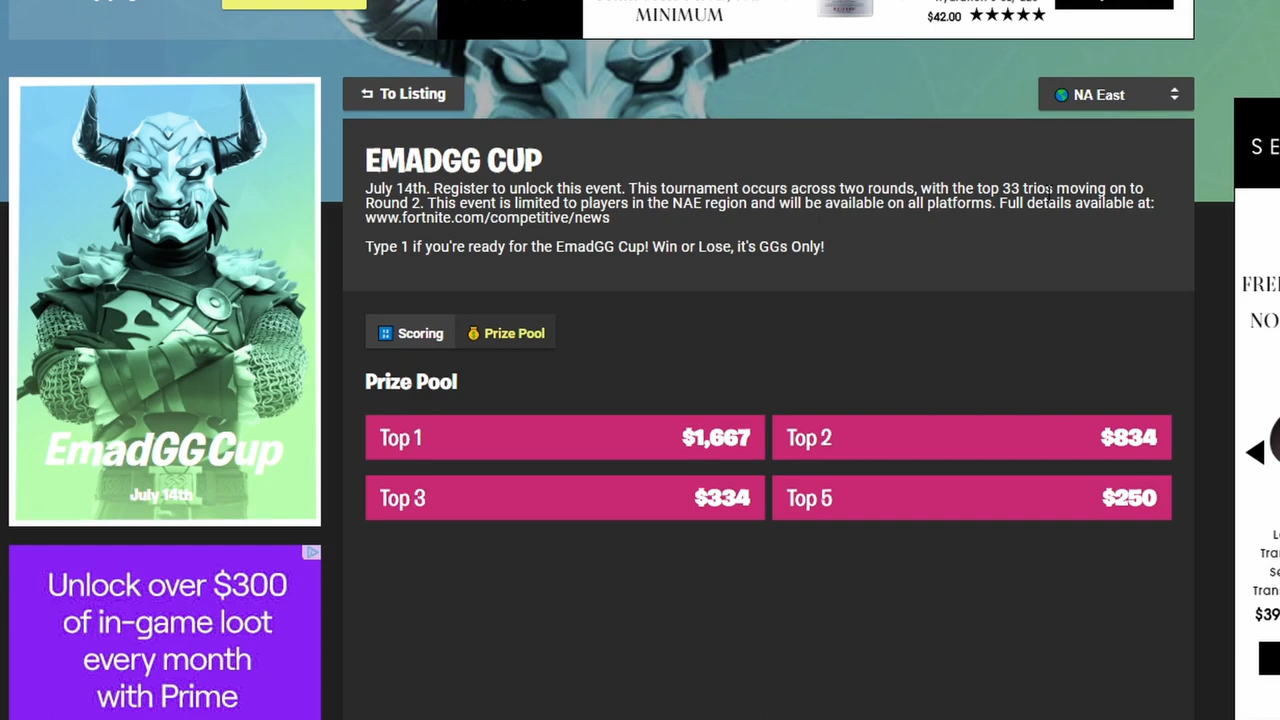 MINIMUM
$42.00 ★★★★★
To Listing
NA East
EMADGG CUP
July 14th. Register to unlock this event. This tournament occurs across two rounds, with the top 33 trios moving on to
Round 2. This event is limited to players in the NAE region and will be available on all platforms. Full details available at:
www.fortnite.com/competitive/news
Type 1 if you're ready for the EmadGG Cup! Win or Lose, it's GGs Only!
Scoring
Prize Pool
Prize Pool
Top 1 $1,667
Top 2 $834
Top 3 $334
Top 5 $250
EmadGG Cup
July 14th
Unlock over $300
of in-game loot
every month
with Prime
S E
FREE
NO
$39